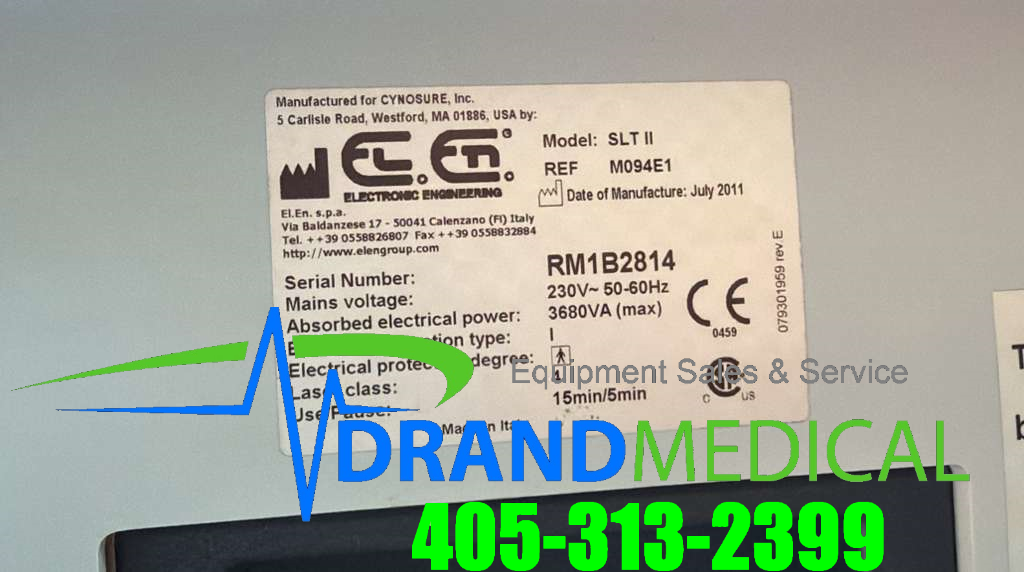 Manufactured for CYNOSURE, Inc.
5 Carlisle Road, Westford, MA 01886, USA by:
EL.En.®
ELECTRONIC ENGINEERING
El.En. s.p.a.
Via Baldanzese 17 - 50041 Calenzano (FI) Italy
Tel. ++39 0558826807 Fax ++39 0558832884
http://www.elengroup.com
Model: SLT II
REF M094E1
Date of Manufacture: July 2011
Serial Number: RM1B2814
Mains voltage: 230V~ 50-60Hz
Absorbed electrical power: 3680VA (max)
type: I
Electrical degree:
class: 4
Use 15min/5min
Made in Italy
CE
0459
C US
079301959 rev E
Equipment Sales & Service
DRANDMEDICAL
405-313-2399
T
b